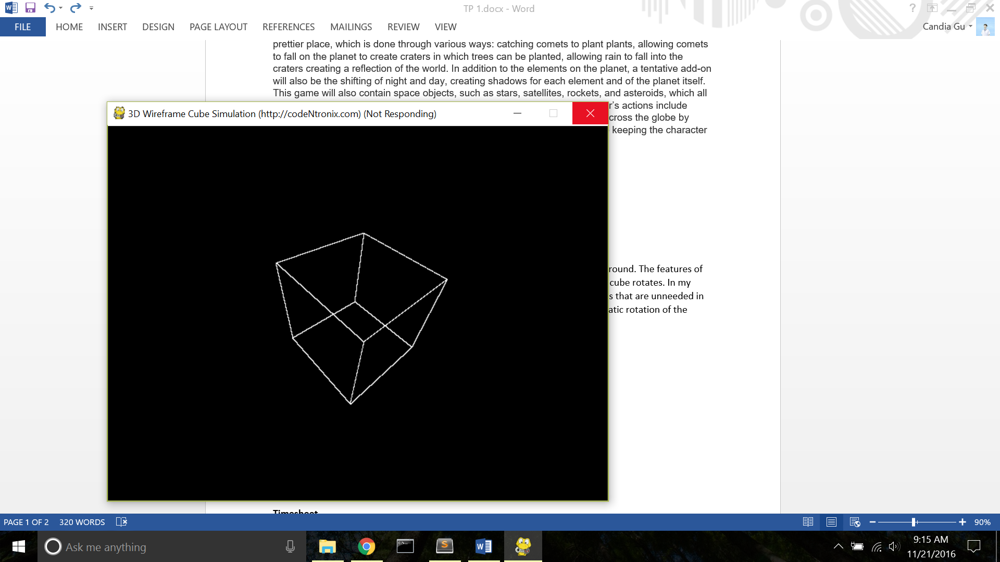 TP 1.docx - Word
FILE HOME INSERT DESIGN PAGE LAYOUT REFERENCES MAILINGS REVIEW VIEW
Candia Gu
prettier place, which is done through various ways: catching comets to plant plants, allowing comets
to fall on the planet to create craters in which trees can be planted, allowing rain to fall into the
craters creating a reflection of the world. In addition to the elements on the planet, a tentative add-on
will also be the shifting of night and day, creating shadows for each element and of the planet itself.
This game will also contain space objects, such as stars, satellites, rockets, and asteroids, which all
r's actions include
cross the globe by
keeping the character
3D Wireframe Cube Simulation (http://codeNtronix.com) (Not Responding)
round. The features of
cube rotates. In my
s that are unneeded in
atic rotation of the
Timesheet
PAGE 1 OF 2 320 WORDS
90%
Ask me anything
9:15 AM
11/21/2016